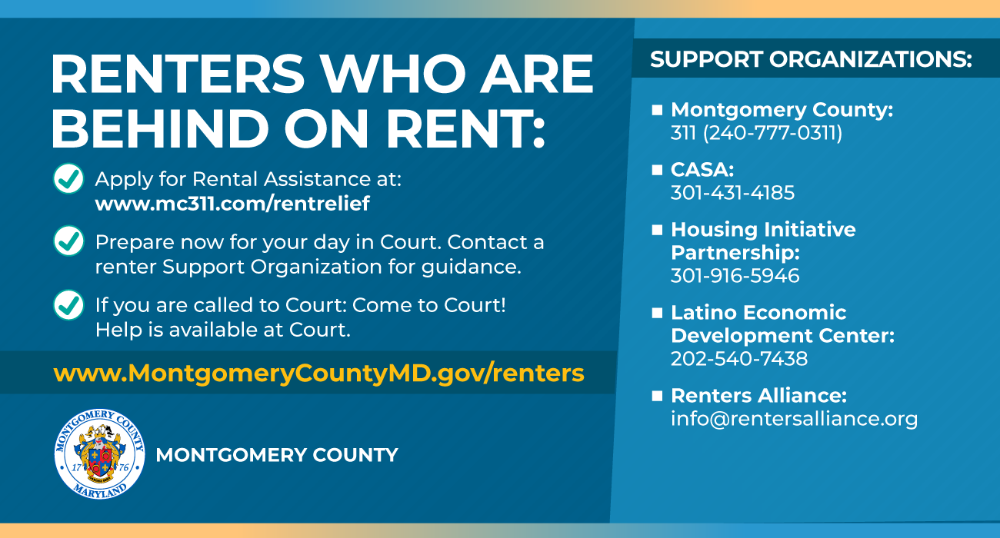 RENTERS WHO ARE
BEHIND ON RENT:
Apply for Rental Assistance at:
www.mc311.com/rentrelief
Prepare now for your day in Court. Contact a
renter Support Organization for guidance.
If you are called to Court: Come to Court!
Help is available at Court.
www.MontgomeryCountyMD.gov/renters
MONTGOMERY COUNTY
17 76
MARYLAND
MONTGOMERY COUNTY
SUPPORT ORGANIZATIONS:
Montgomery County:
311 (240-777-0311)
CASA:
301-431-4185
Housing Initiative
Partnership:
301-916-5946
Latino Economic
Development Center:
202-540-7438
Renters Alliance:
info@rentersalliance.org